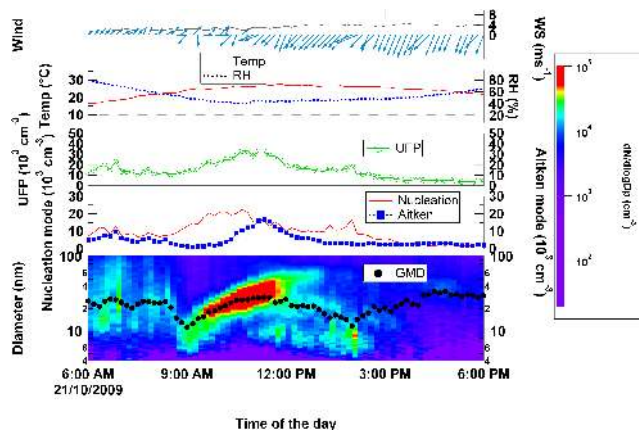 Wind
8
4
0
WS (ms-1)
Temp
RH
Temp (°C)
30
20
10
80
60
40
20
RH (%)
UFP (10³ cm-3)
50
40
30
20
10
0
UFP
50
40
30
20
10
0
Nucleation mode (10³ cm-3)
30
20
10
0
Nucleation
Aitken
30
20
10
0
Aitken mode (10³ cm-3)
Diameter (nm)
100
6
4
2
10
6
4
GMD
100
6
4
2
10
6
4
6:00 AM
9:00 AM
12:00 PM
3:00 PM
6:00 PM
21/10/2009
Time of the day
10⁵
10⁴
10³
10²
dN/dlogDp (cm-3)